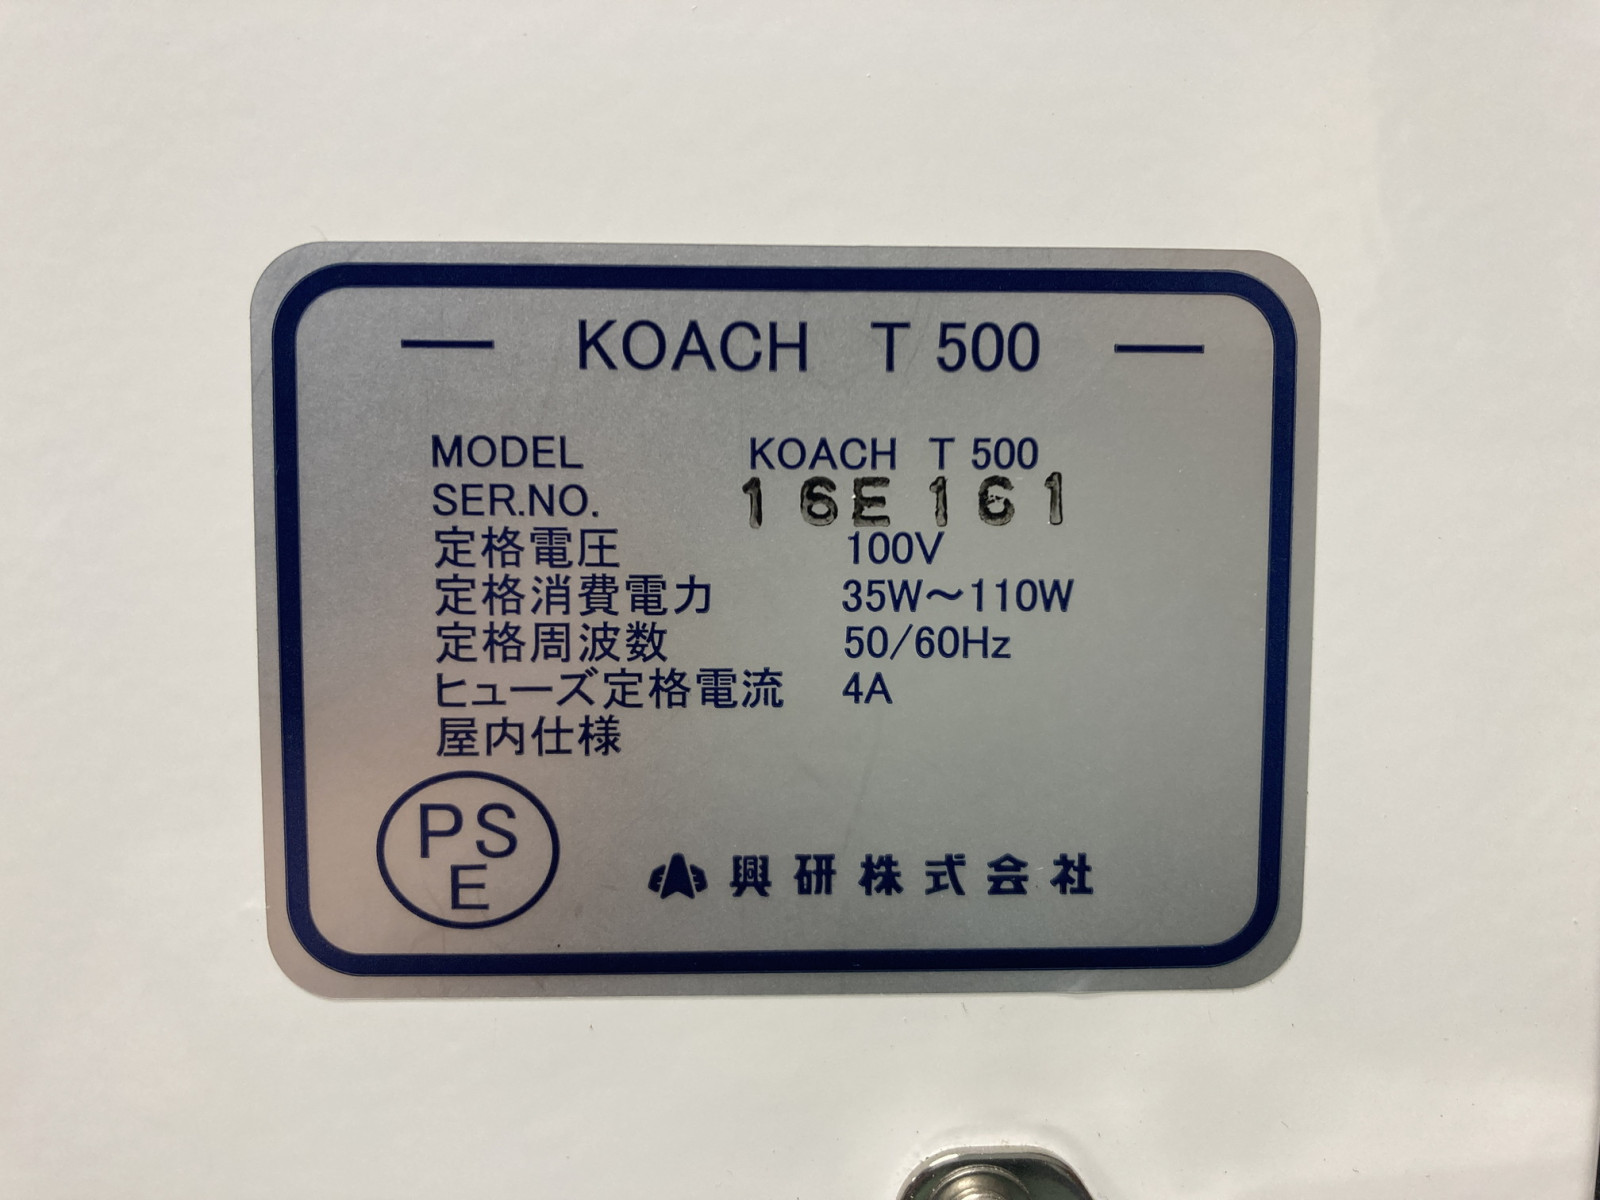 KOACH T 500
MODEL KOACH T 500
SER.NO. 16E161
定格電圧 100V
定格消費電力 35W～110W
定格周波数 50/60Hz
ヒューズ定格電流 4A
屋内仕様
PS
E
興研株式会社